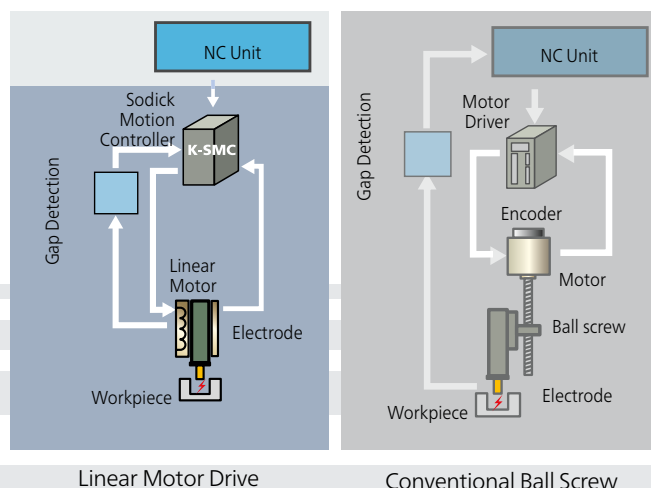 NC Unit
Sodick
Motion
Controller
K-SMC
Gap Detection
Linear
Motor
Electrode
Workpiece
Linear Motor Drive
NC Unit
Motor
Driver
Gap Detection
Encoder
Motor
Ball screw
Electrode
Workpiece
Conventional Ball Screw